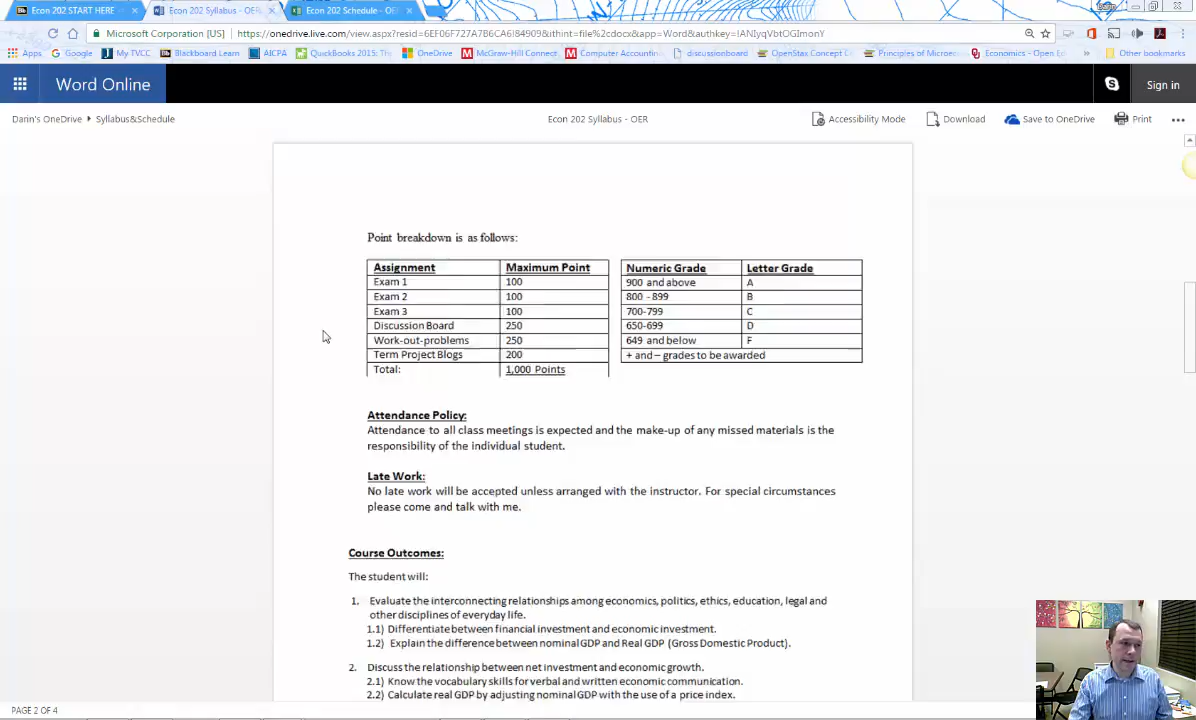 Econ 202 START HERE
Econ 202 Syllabus - OER
Econ 202 Schedule - OER
Microsoft Corporation [US]
Apps
Google
My TVCC
Blackboard Learn
AICPA
QuickBooks 2015:
OneDrive
McGraw-Hill Connect
Computer Accounting
discussionboard
OpenStax Concept
Principles of Microec
Economics - Open Ed
Other bookmarks
Word Online
Sign in
Darin's OneDrive
Syllabus&Schedule
Econ 202 Syllabus - OER
Accessibility Mode
Download
Save to OneDrive
Print
Point breakdown is as follows:
Assignment Maximum Point
Exam 1 100
Exam 2 100
Exam 3 100
Discussion Board 250
Work-out-problems 250
Term Project Blogs 200
Total: 1,000 Points
Numeric Grade Letter Grade
900 and above A
800 -899 B
700-799 C
650-699 D
649 and below F
+ and – grades to be awarded
Attendance Policy:
Attendance to all class meetings is expected and the make-up of any missed materials is the
responsibility of the individual student.
Late Work:
No late work will be accepted unless arranged with the instructor. For special circumstances
please come and talk with me.
Course Outcomes:
The student will:
1. Evaluate the interconnecting relationships among economics, politics, ethics, education, legal and
other disciplines of everyday life.
1.1) Differentiate between financial investment and economic investment.
1.2) Explain the difference between nominal GDP and Real GDP (Gross Domestic Product).
2. Discuss the relationship between net investment and economic growth.
2.1) Know the vocabulary skills for verbal and written economic communication.
2.2) Calculate real GDP by adjusting nominal GDP with the use of a price index.
PAGE 2 OF 4